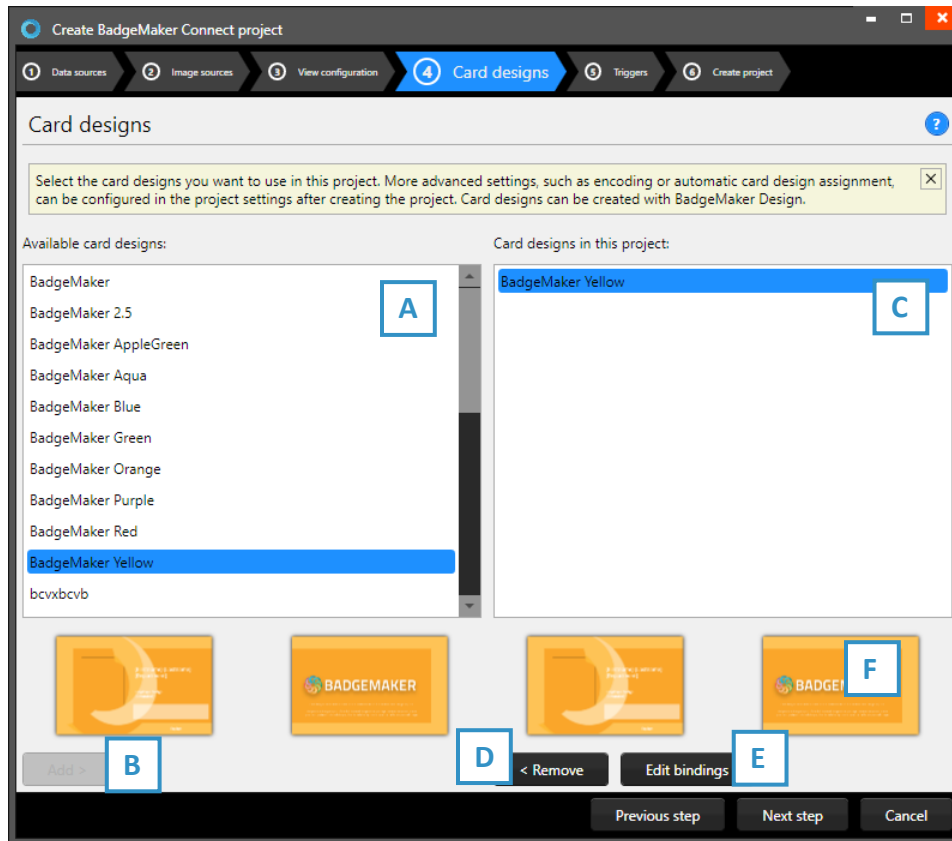 Create BadgeMaker Connect project
1 Data sources
2 Image sources
3 View configuration
4 Card designs
5 Triggers
6 Create project
Card designs
?
Select the card designs you want to use in this project. More advanced settings, such as encoding or automatic card design assignment,
can be configured in the project settings after creating the project. Card designs can be created with BadgeMaker Design.
Available card designs:
Card designs in this project:
BadgeMaker
BadgeMaker 2.5
BadgeMaker AppleGreen
BadgeMaker Aqua
BadgeMaker Blue
BadgeMaker Green
BadgeMaker Orange
BadgeMaker Purple
BadgeMaker Red
BadgeMaker Yellow
bcvxbcvb
A
BadgeMaker Yellow
C
BADGEMAKER
BADGE
F
Add >
B
D
< Remove
Edit bindings
E
Previous step
Next step
Cancel